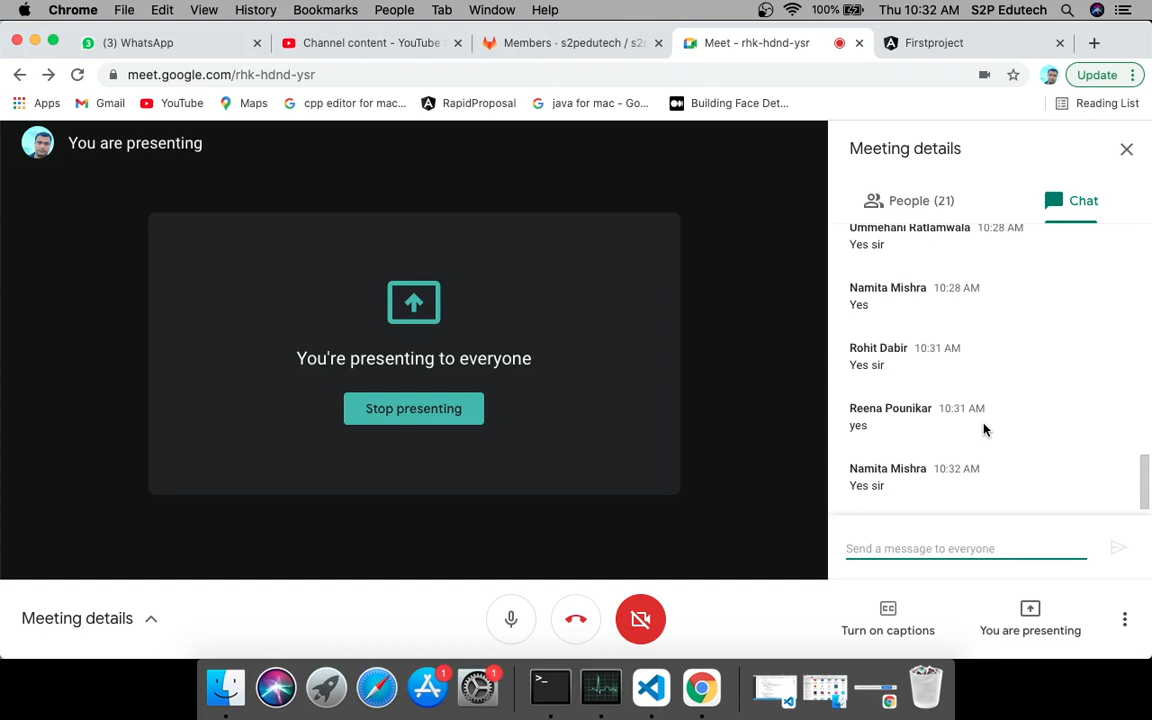 Chrome File Edit View History Bookmarks People Tab Window Help 100% Thu 10:32 AM S2P Edutech
3 WhatsApp Channel content - YouTube Members · s2pedutech / s2p Meet - rhk-hdnd-ysr Firstproject
meet.google.com/rhk-hdnd-ysr Update
Apps Gmail YouTube Maps cpp editor for mac... RapidProposal java for mac - Go... Building Face Det... Reading List
You are presenting
You're presenting to everyone
Stop presenting
Meeting details
People (21) Chat
Ummehani Ratlamwala 10:28 AM
Yes sir
Namita Mishra 10:28 AM
Yes
Rohit Dabir 10:31 AM
Yes sir
Reena Pounikar 10:31 AM
yes
Namita Mishra 10:32 AM
Yes sir
Send a message to everyone
Meeting details
CC
Turn on captions You are presenting
1 1